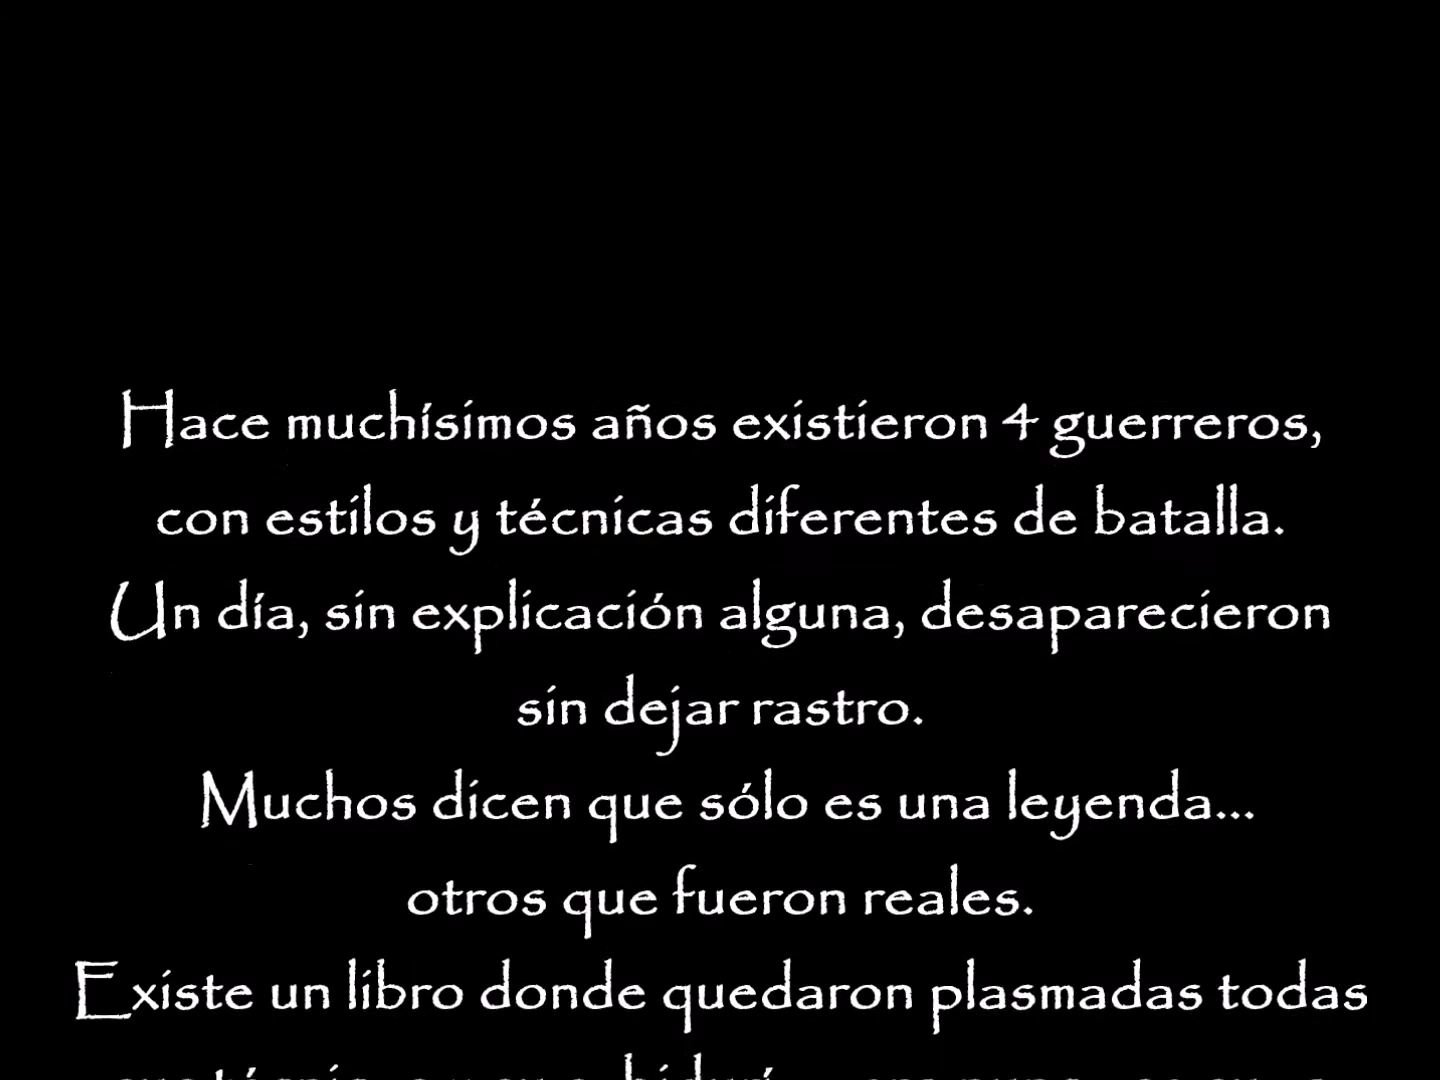 Hace muchísimos años existieron 4 guerreros,
con estilos y técnicas diferentes de batalla.
Un día, sin explicación alguna, desaparecieron
sin dejar rastro.
Muchos dicen que sólo es una leyenda...
otros que fueron reales.
Existe un libro donde quedaron plasmadas todas